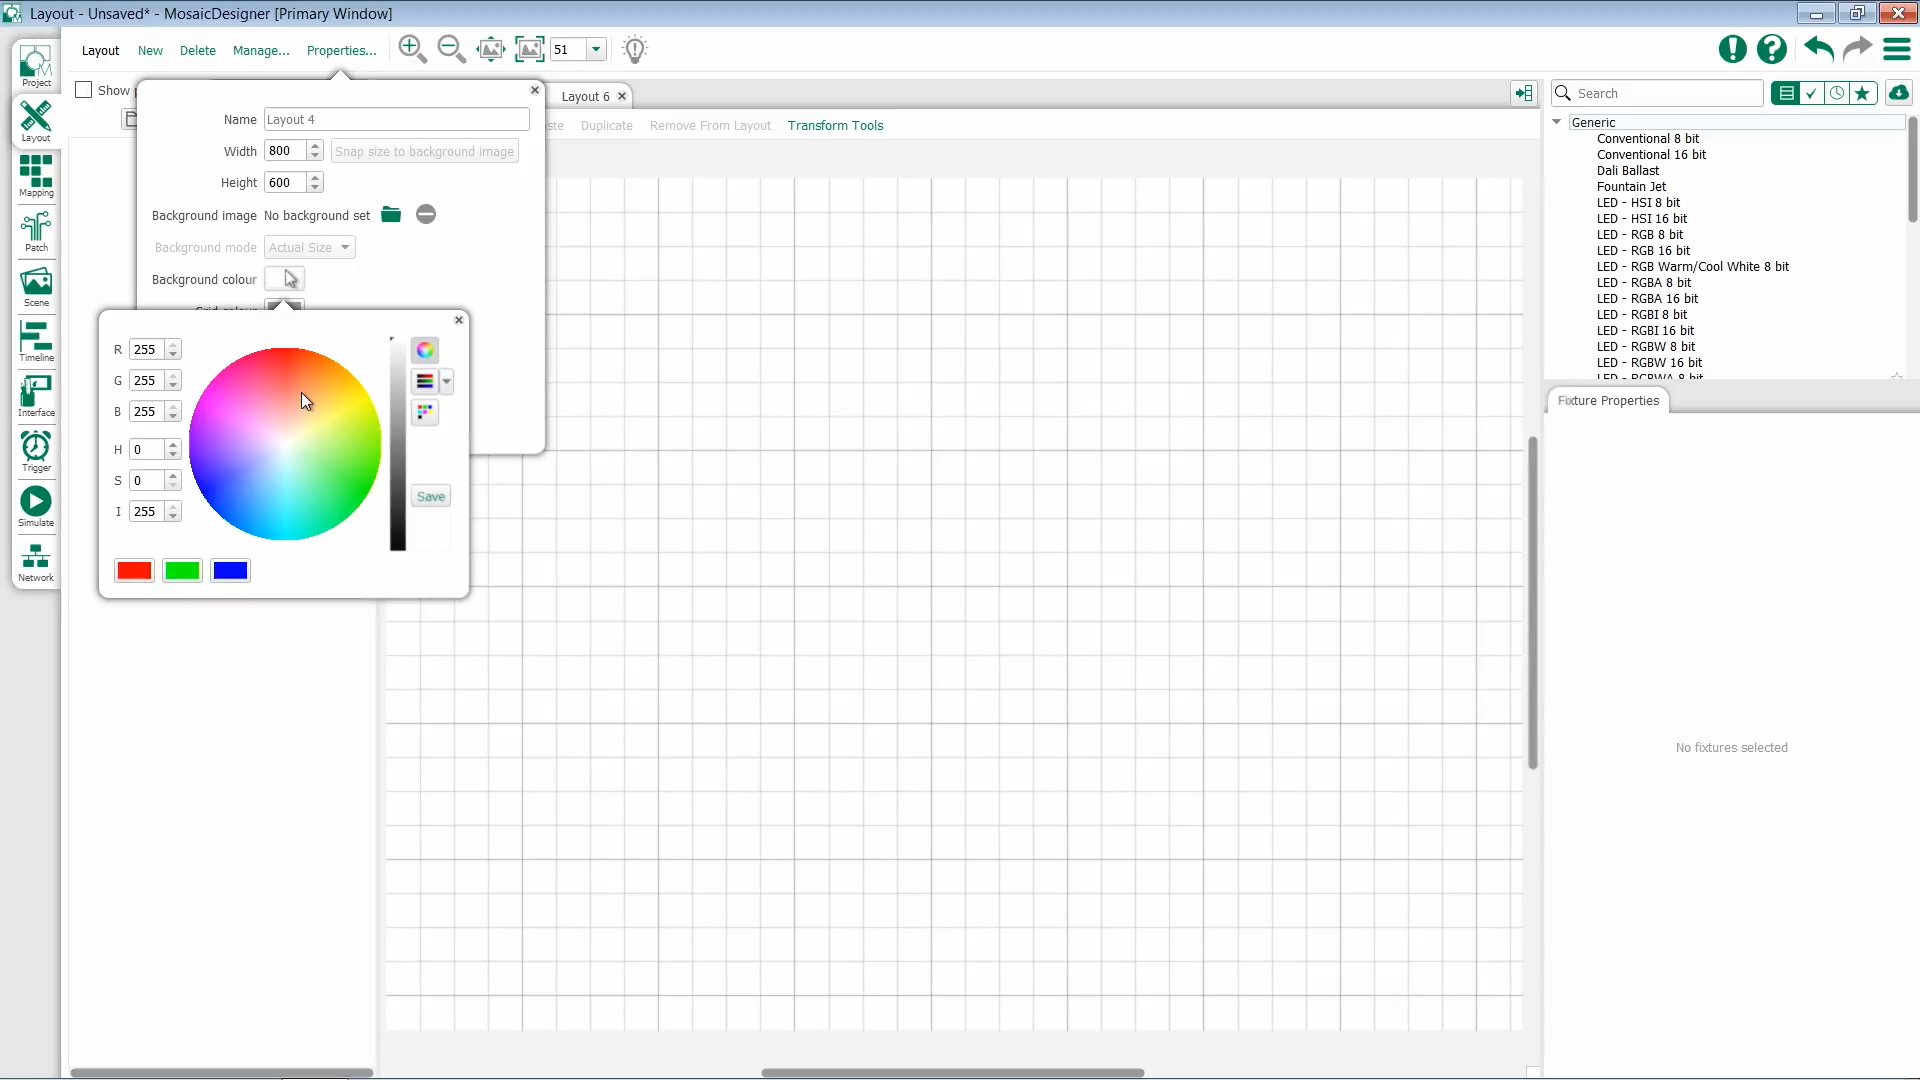 Layout - Unsaved* - MosaicDesigner [Primary Window]
Layout New Delete Manage... Properties... 51
Project
Layout
Mapping
Patch
Scene
Timeline
Interface
Trigger
Simulate
Network
Show
Name Layout 4
Width 800 Snap size to background image
Height 600
Background image No background set
Background mode Actual Size
Background colour
R 255
G 255
B 255
H 0
S 0
I 255
Save
Layout 6
Duplicate Remove From Layout Transform Tools
Search
Generic
Conventional 8 bit
Conventional 16 bit
Dali Ballast
Fountain Jet
LED - HSI 8 bit
LED - HSI 16 bit
LED - RGB 8 bit
LED - RGB 16 bit
LED - RGB Warm/Cool White 8 bit
LED - RGBA 8 bit
LED - RGBA 16 bit
LED - RGBI 8 bit
LED - RGBI 16 bit
LED - RGBW 8 bit
LED - RGBW 16 bit
LED - RGBWA 8 bit
Fixture Properties
No fixtures selected